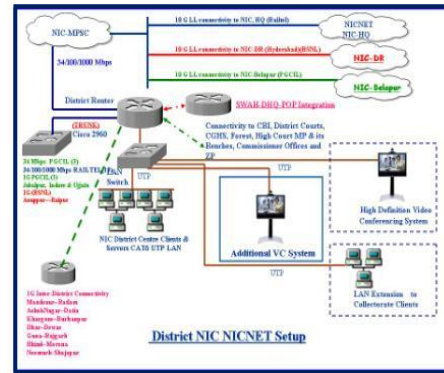 10 G LL connectivity to NIC, HQ (Railtel)
NIC-MPSC
NICNET
NIC-HQ
10 G LL connectivity to NIC-DR (Hyderabad)(BSNL)
NIC-DR
34/100/1000 Mbps
10 G LL connectivity to NIC-Belapur (PGCIL)
NIC-Belapur
District Router
SWAN-DHQ-POP Integration
(TRUNK)
Cisco 2960
Connectivity to CBI, District Courts,
CGHS, Forest, High Court MP & its
Benches, Commissioner Offices and
ZP
34 Mbps PGCIL (3)
34/100/1000 Mbps RAILTEL
1G PGCIL (3)
Jabalpur, Indore & Ujjain
1G (BSNL)
Anuppur--Raipur
LAN
Switch
UTP
UTP
NIC District Centre Clients &
Servers CAT6 UTP LAN
High Definition Video
Conferencing System
Additional VC System
UTP
LAN Extension to
Collectorate Clients
1G Inter-District Connectivity
Mandsour-Ratlam
AshokNagar-Datia
Khargone-Burhanpur
Dhar-Dewas
Guna-Rajgarh
Bhind-Morena
Neemuch-Shajapur
District NIC NICNET Setup